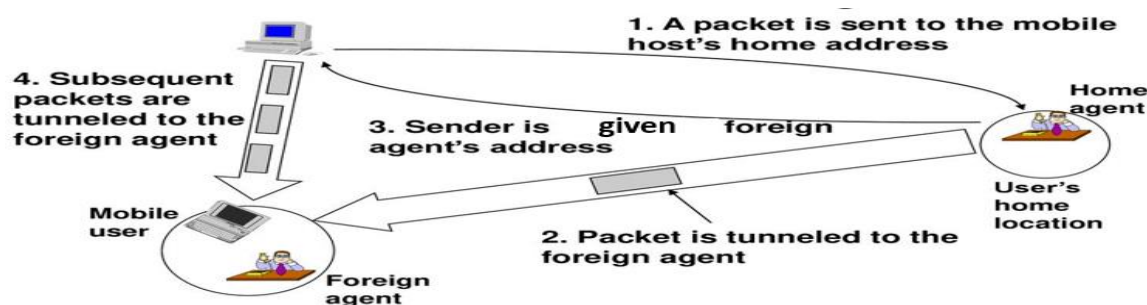 1. A packet is sent to the mobile
host's home address
4. Subsequent
packets are
tunneled to the
foreign agent
Home
agent
3. Sender is given foreign
agent's address
Mobile
user
User's
home
location
2. Packet is tunneled to the
foreign agent
Foreign
agent